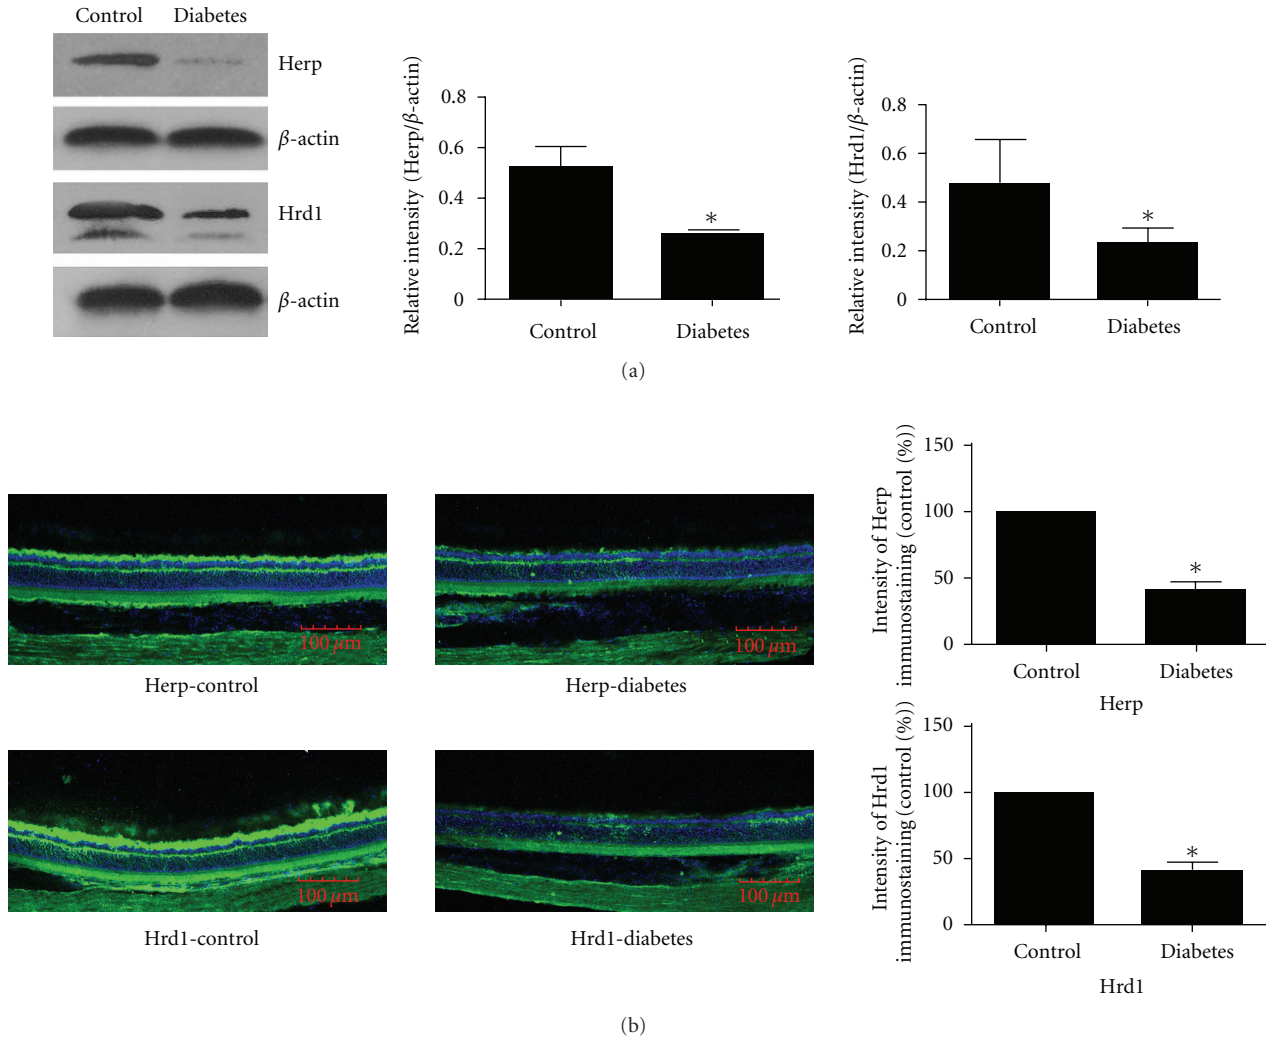 Control Diabetes
Herp
β-actin
Hrd1
β-actin
Relative intensity (Herp/β-actin)
0.8
0.6
0.4
0.2
0
*
Control Diabetes
Relative intensity (Hrd1/β-actin)
0.8
0.6
0.4
0.2
0
*
Control Diabetes
(a)
100 μm
Herp-control
100 μm
Herp-diabetes
Intensity of Herp
immunostaining (control (%))
150
100
50
0
*
Control Diabetes
Herp
100 μm
Hrd1-control
100 μm
Hrd1-diabetes
Intensity of Hrd1
immunostaining (control (%))
150
100
50
0
*
Control Diabetes
Hrd1
(b)